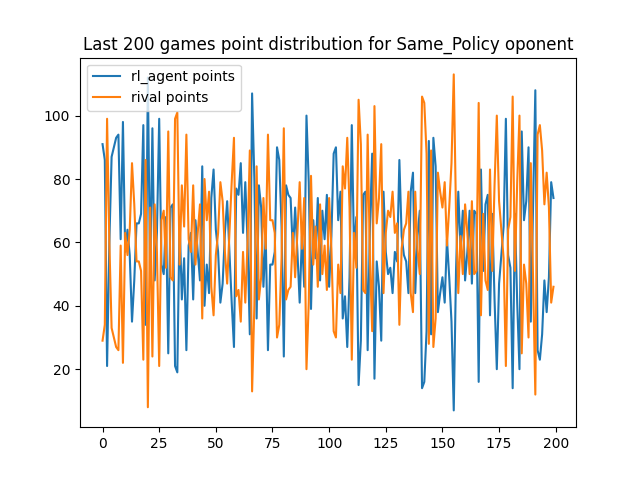 Last 200 games point distribution for Same_Policy oponent
rl_agent points
rival points
100
80
60
40
20
0 25 50 75 100 125 150 175 200